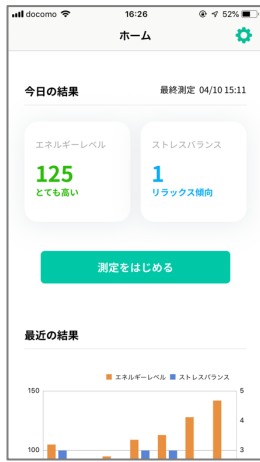 docomo 16:26 52%
ホーム
今日の結果 最終測定 04/10 15:11
エネルギーレベル ストレスバランス
125 1
とても高い リラックス傾向
測定をはじめる
最近の結果
エネルギーレベル ストレスバランス
150 5
4
100 3